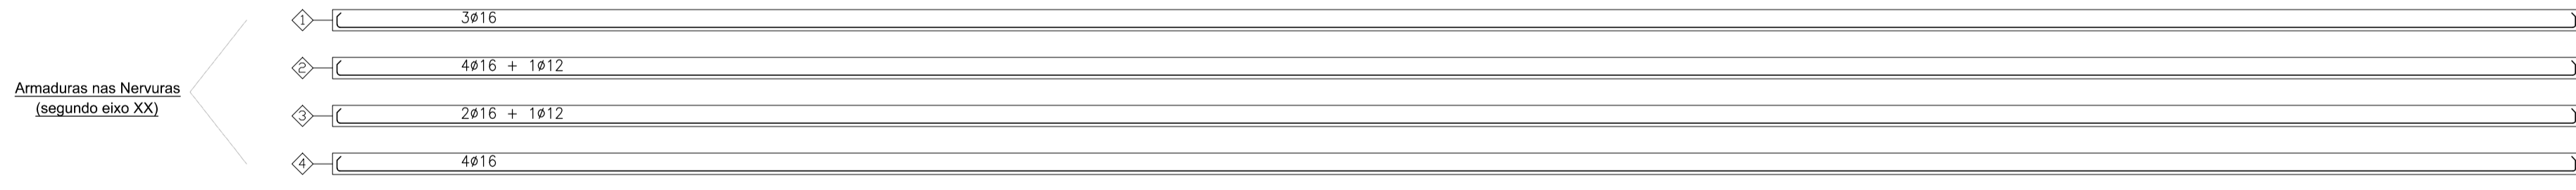 Armaduras nas Nervuras
(segundo eixo XX)
1 3ø16
2 4ø16 + 1ø12
3 2ø16 + 1ø12
4 4ø16